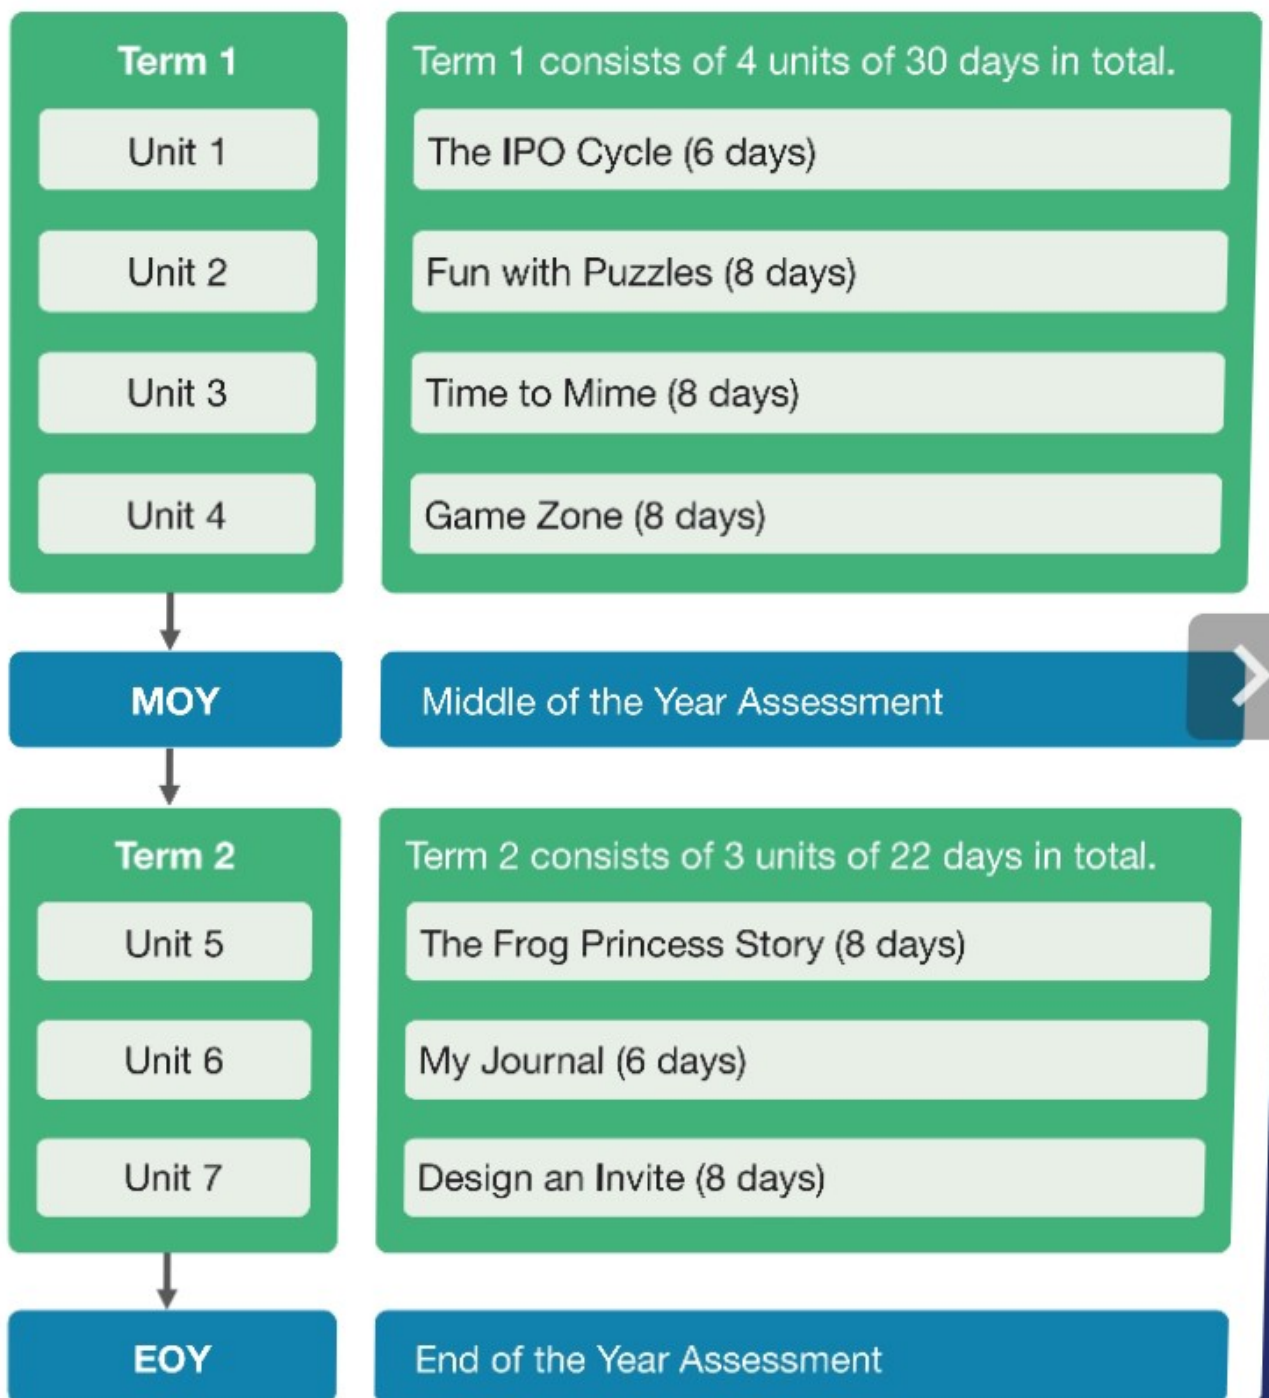 Term 1
Term 1 consists of 4 units of 30 days in total.
Unit 1
The IPO Cycle (6 days)
Unit 2
Fun with Puzzles (8 days)
Unit 3
Time to Mime (8 days)
Unit 4
Game Zone (8 days)
MOY
Middle of the Year Assessment
Term 2
Term 2 consists of 3 units of 22 days in total.
Unit 5
The Frog Princess Story (8 days)
Unit 6
My Journal (6 days)
Unit 7
Design an Invite (8 days)
EOY
End of the Year Assessment